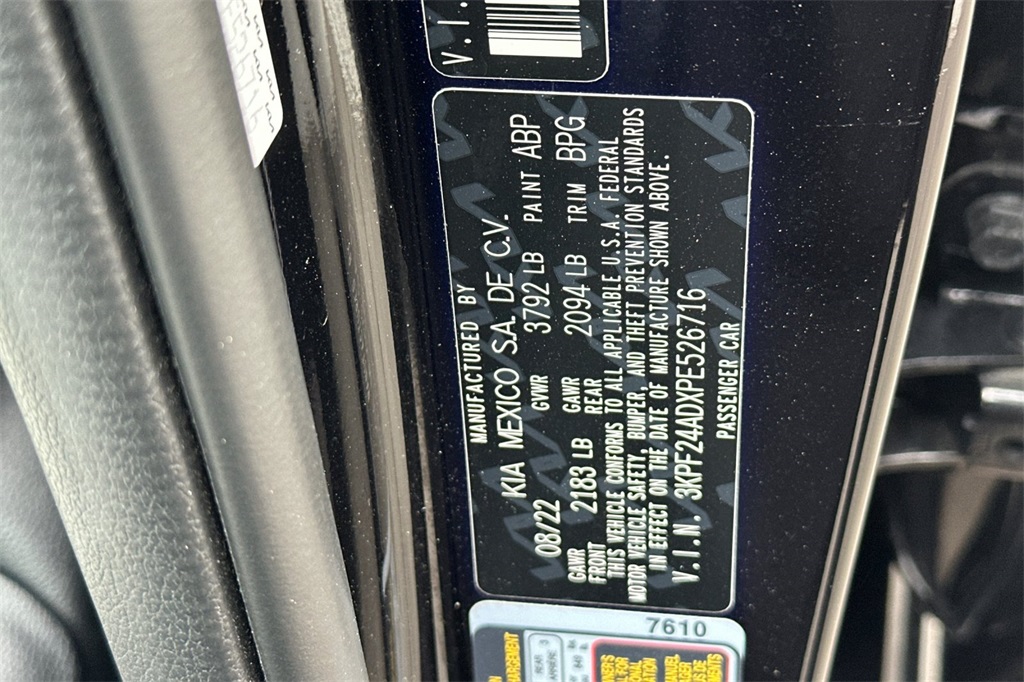 V.I.
MANUFACTURED BY
KIA MEXICO S.A. DE C.V.
08/22 GVWR 3792 LB PAINT ABP
GAWR FRONT 2183 LB GAWR REAR 2094 LB TRIM BPG
THIS VEHICLE CONFORMS TO ALL APPLICABLE U.S.A. FEDERAL
MOTOR VEHICLE SAFETY, BUMPER, AND THEFT PREVENTION STANDARDS
IN EFFECT ON THE DATE OF MANUFACTURE SHOWN ABOVE.
V.I.N. 3KPF24ADXPE526716
PASSENGER CAR
7610
REAR 3